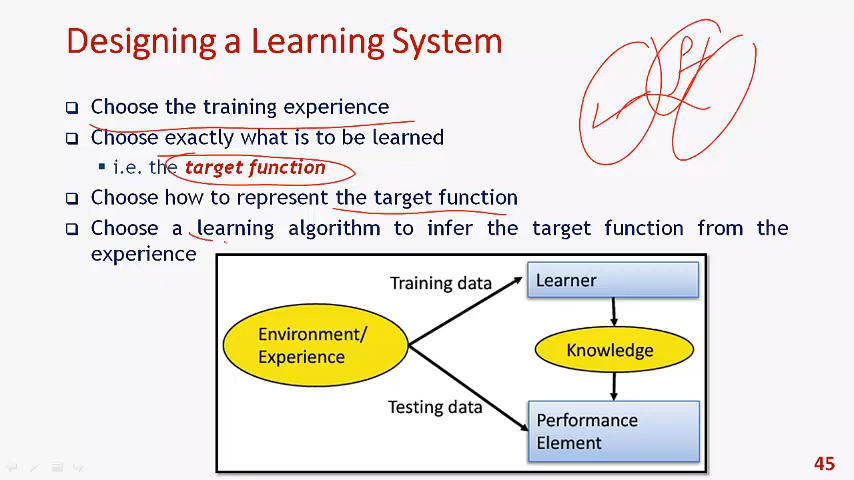 Designing a Learning System
❑ Choose the training experience
❑ Choose exactly what is to be learned
▪ i.e. the target function
❑ Choose how to represent the target function
❑ Choose a learning algorithm to infer the target function from the
experience
Training data
Learner
Environment/
Experience
Knowledge
Testing data
Performance
Element
45